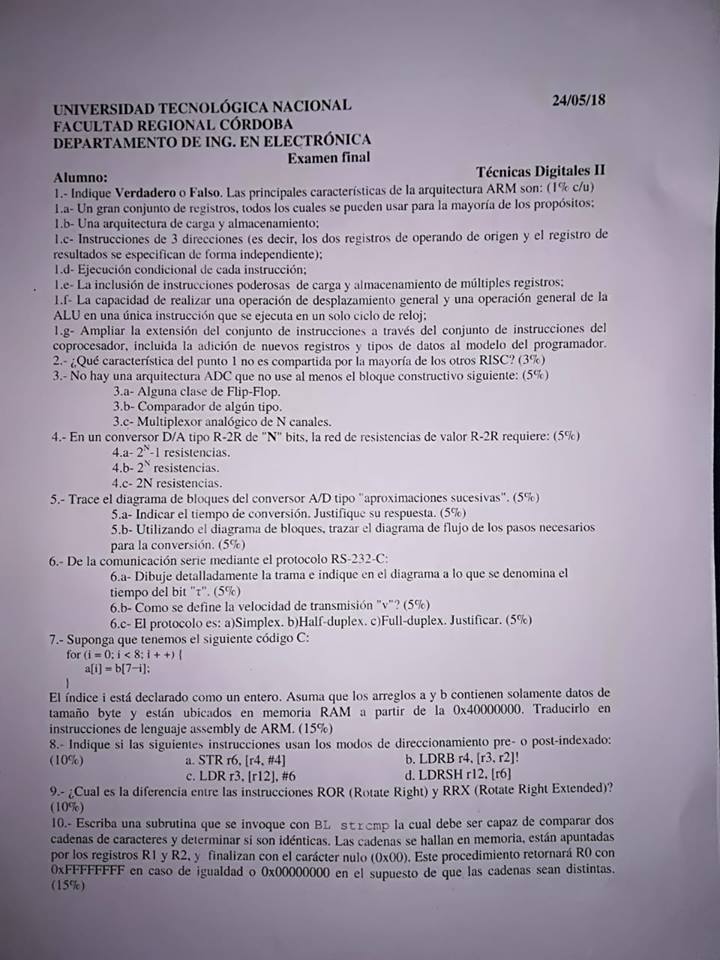 24/05/18
UNIVERSIDAD TECNOLÓGICA NACIONAL
FACULTAD REGIONAL CÓRDOBA
DEPARTAMENTO DE ING. EN ELECTRÓNICA
Examen final
Alumno: Técnicas Digitales II
1.- Indique Verdadero o Falso. Las principales características de la arquitectura ARM son: (1% c/u)
1.a- Un gran conjunto de registros, todos los cuales se pueden usar para la mayoría de los propósitos;
1.b- Una arquitectura de carga y almacenamiento;
1.c- Instrucciones de 3 direcciones (es decir, los dos registros de operando de origen y el registro de
resultados se especifican de forma independiente);
1.d- Ejecución condicional de cada instrucción;
1.e- La inclusión de instrucciones poderosas de carga y almacenamiento de múltiples registros;
1.f- La capacidad de realizar una operación de desplazamiento general y una operación general de la
ALU en una única instrucción que se ejecuta en un solo ciclo de reloj;
1.g- Ampliar la extensión del conjunto de instrucciones a través del conjunto de instrucciones del
coprocesador, incluida la adición de nuevos registros y tipos de datos al modelo del programador.
2.- ¿Qué característica del punto 1 no es compartida por la mayoría de los otros RISC? (3%)
3.- No hay una arquitectura ADC que no use al menos el bloque constructivo siguiente: (5%)
3.a- Alguna clase de Flip-Flop.
3.b- Comparador de algún tipo.
3.c- Multiplexor analógico de N canales.
4.- En un conversor D/A tipo R-2R de "N" bits, la red de resistencias de valor R-2R requiere: (5%)
4.a- 2^N-1 resistencias.
4.b- 2^N resistencias.
4.c- 2N resistencias.
5.- Trace el diagrama de bloques del conversor A/D tipo "aproximaciones sucesivas". (5%)
5.a- Indicar el tiempo de conversión. Justifique su respuesta. (5%)
5.b- Utilizando el diagrama de bloques, trazar el diagrama de flujo de los pasos necesarios
para la conversión. (5%)
6.- De la comunicación serie mediante el protocolo RS-232-C:
6.a- Dibuje detalladamente la trama e indique en el diagrama a lo que se denomina el
tiempo del bit "τ". (5%)
6.b- Como se define la velocidad de transmisión "v"? (5%)
6.c- El protocolo es: a)Simplex. b)Half-duplex. c)Full-duplex. Justificar. (5%)
7.- Suponga que tenemos el siguiente código C:
for (i = 0; i < 8; i + +) {
a[i] = b[7−i];
}
El índice i está declarado como un entero. Asuma que los arreglos a y b contienen solamente datos de
tamaño byte y están ubicados en memoria RAM a partir de la 0x40000000. Traducirlo en
instrucciones de lenguaje assembly de ARM. (15%)
8.- Indique si las siguientes instrucciones usan los modos de direccionamiento pre- o post-indexado:
(10%) a. STR r6, [r4, #4] b. LDRB r4, [r3, r2]!
c. LDR r3, [r12], #6 d. LDRSH r12, [r6]
9.- ¿Cual es la diferencia entre las instrucciones ROR (Rotate Right) y RRX (Rotate Right Extended)?
(10%)
10.- Escriba una subrutina que se invoque con BL strcmp la cual debe ser capaz de comparar dos
cadenas de caracteres y determinar si son idénticas. Las cadenas se hallan en memoria, están apuntadas
por los registros R1 y R2, y finalizan con el carácter nulo (0x00). Este procedimiento retornará R0 con
0xFFFFFFFF en caso de igualdad o 0x00000000 en el supuesto de que las cadenas sean distintas.
(15%)